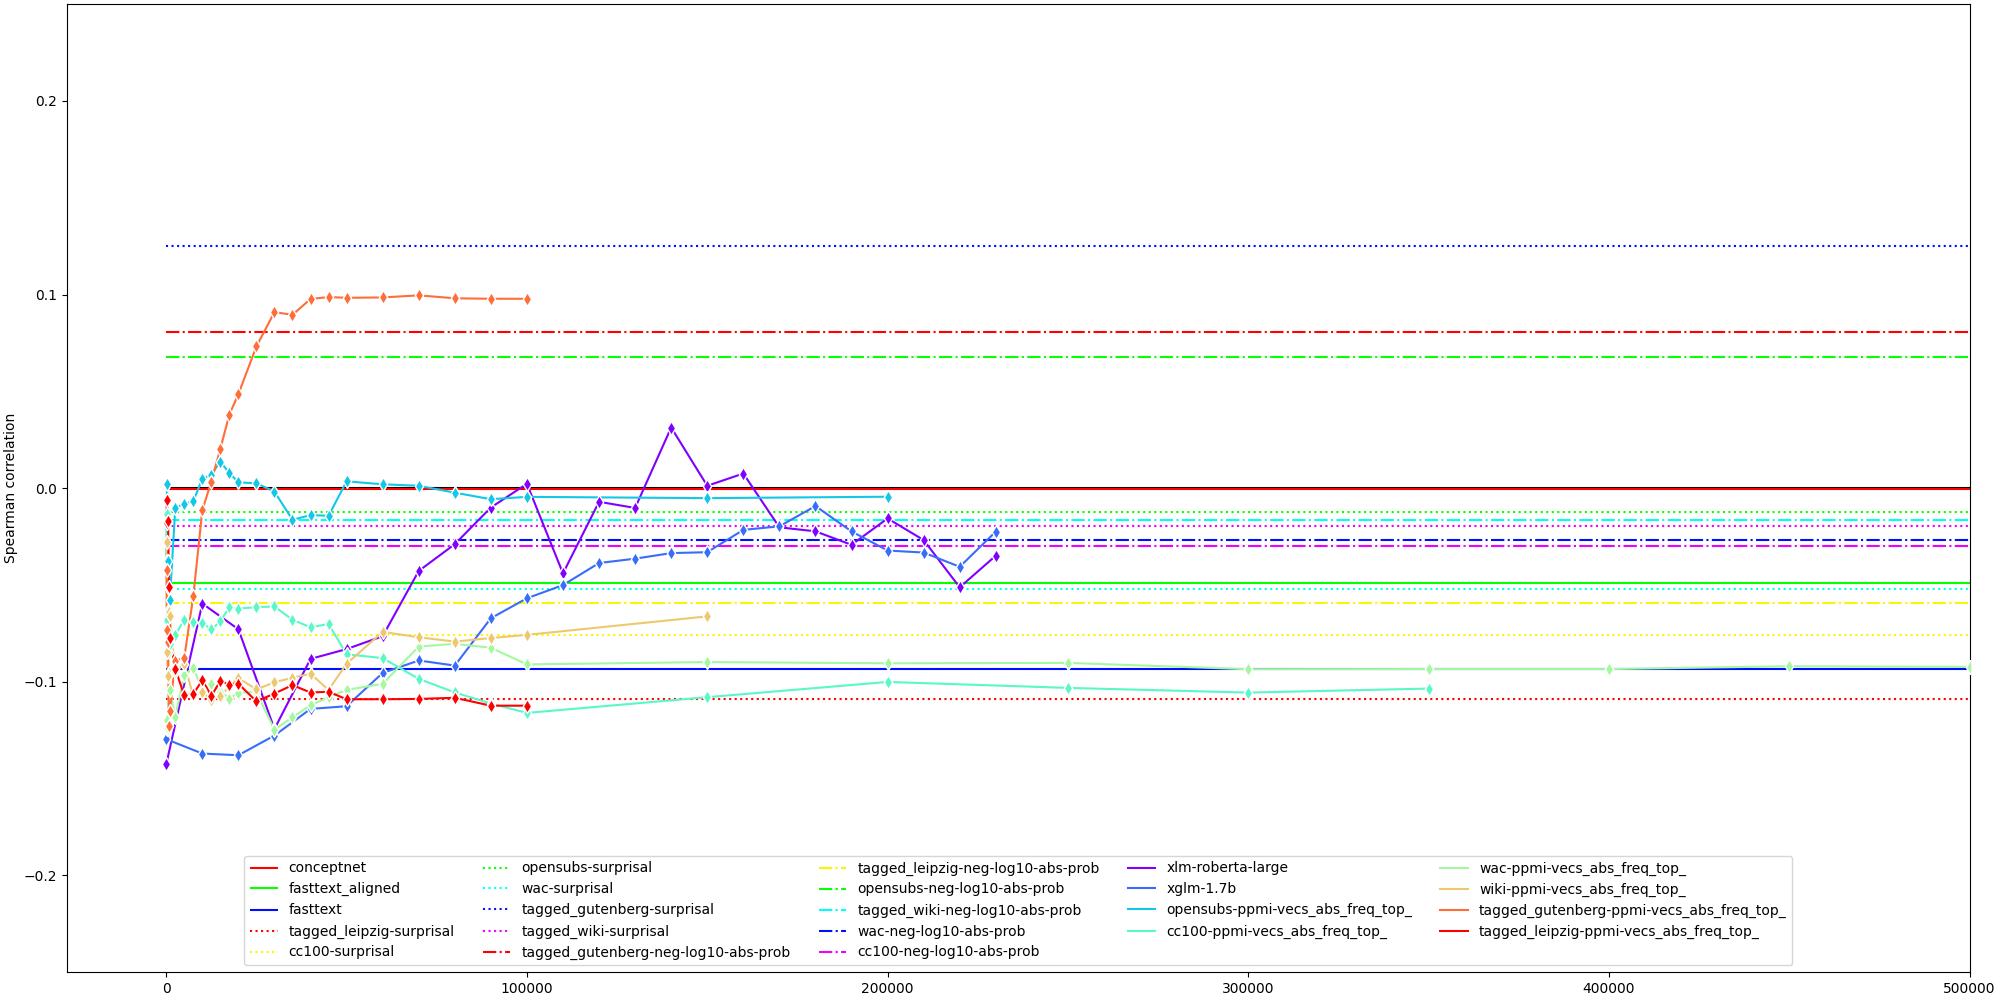 0.2
0.1
0.0
−0.1
−0.2
Spearman correlation
conceptnet
fasttext_aligned
fasttext
tagged_leipzig-surprisal
cc100-surprisal
opensubs-surprisal
wac-surprisal
tagged_gutenberg-surprisal
tagged_wiki-surprisal
tagged_gutenberg-neg-log10-abs-prob
tagged_leipzig-neg-log10-abs-prob
opensubs-neg-log10-abs-prob
tagged_wiki-neg-log10-abs-prob
wac-neg-log10-abs-prob
cc100-neg-log10-abs-prob
xlm-roberta-large
xglm-1.7b
opensubs-ppmi-vecs_abs_freq_top_
cc100-ppmi-vecs_abs_freq_top_
wac-ppmi-vecs_abs_freq_top_
wiki-ppmi-vecs_abs_freq_top_
tagged_gutenberg-ppmi-vecs_abs_freq_top_
tagged_leipzig-ppmi-vecs_abs_freq_top_
0 100000 200000 300000 400000 500000